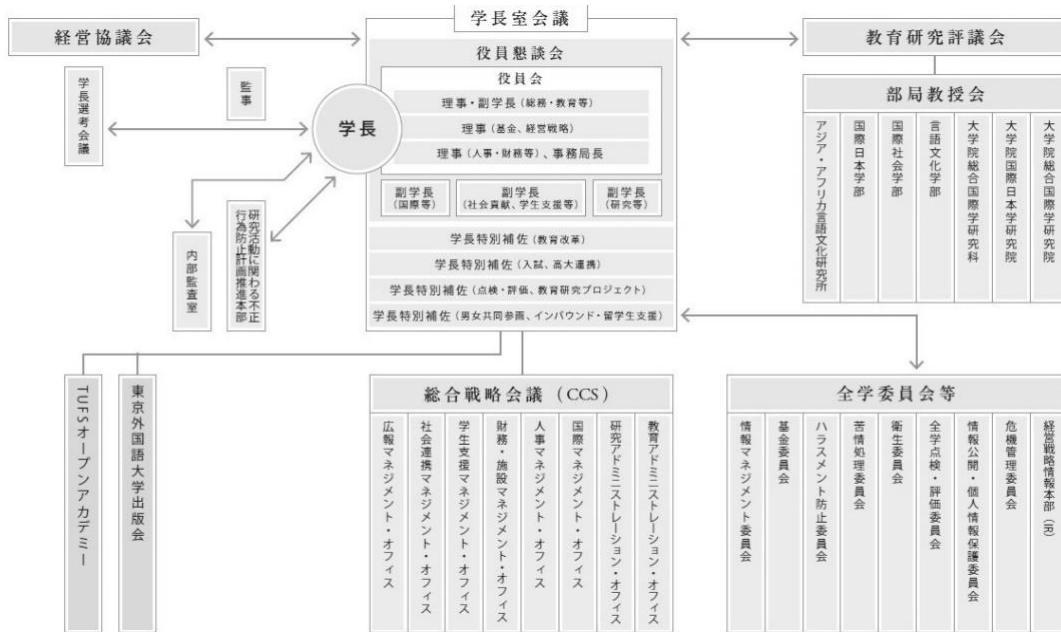 学長室会議
経営協議会
教育研究評議会
役員懇談会
役員会
理事・副学長（総務・教育等）
理事（基金、経営戦略）
理事（人事・財務等）、事務局長
学長
副学長
（国際等）
副学長
（社会貢献、学生支援等）
副学長
（研究等）
学長特別補佐（教育改革）
学長特別補佐（入試、高大連携）
学長特別補佐（点検・評価、教育研究プロジェクト）
学長特別補佐（男女共同参画、インバウンド・留学生支援）
学長選考会議
監事
内部監査室
研究活動に関わる不正
行為防止計画推進本部
部局教授会
大学院総合国際学研究院
大学院国際日本学研究院
大学院総合国際学研究科
言語文化学部
国際社会学部
国際日本学部
アジア・アフリカ言語文化研究所
東京外国語大学出版会
TUFSオープンアカデミー
総合戦略会議（CCS）
教育アドミニストレーション・オフィス
研究アドミニストレーション・オフィス
国際マネジメント・オフィス
人事マネジメント・オフィス
財務・施設マネジメント・オフィス
学生支援マネジメント・オフィス
社会連携マネジメント・オフィス
広報マネジメント・オフィス
全学委員会等
経営戦略情報本部（IR）
危機管理委員会
情報公開・個人情報保護委員会
全学点検・評価委員会
衛生委員会
苦情処理委員会
ハラスメント防止委員会
基金委員会
情報マネジメント委員会